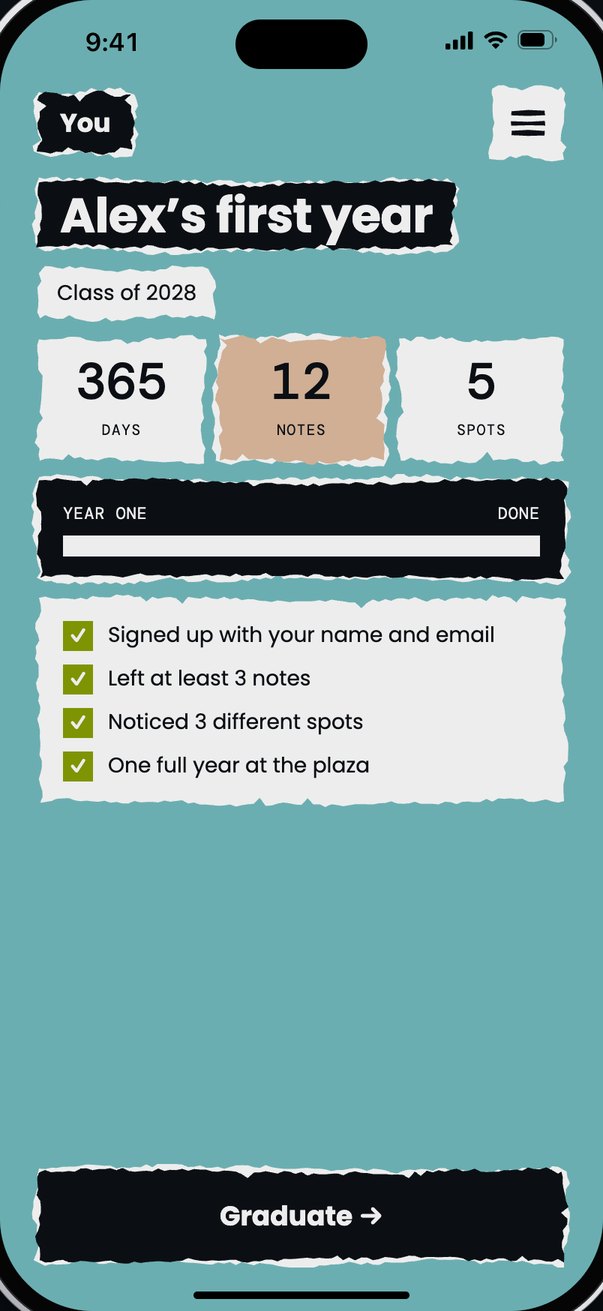 9:41
You
Alex’s first year
Class of 2028
365 12 5
DAYS NOTES SPOTS
YEAR ONE DONE
Signed up with your name and email
Left at least 3 notes
Noticed 3 different spots
One full year at the plaza
Graduate →